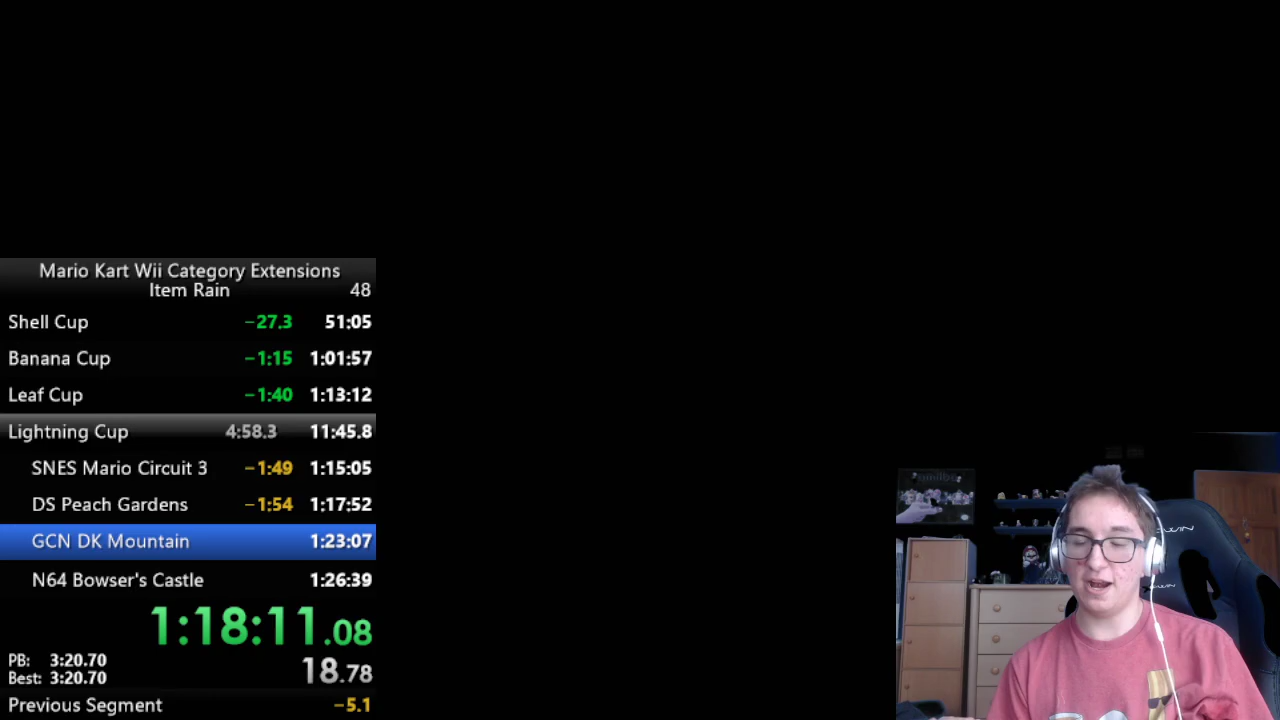 Mario Kart Wii Category Extensions
Item Rain 48
Shell Cup −27.3 51:05
Banana Cup −1:15 1:01:57
Leaf Cup −1:40 1:13:12
Lightning Cup 4:58.3 11:45.8
SNES Mario Circuit 3 −1:49 1:15:05
DS Peach Gardens −1:54 1:17:52
GCN DK Mountain 1:23:07
N64 Bowser's Castle 1:26:39
1:18:11.08
PB: 3:20.70 18.78
Best: 3:20.70
Previous Segment −5.1